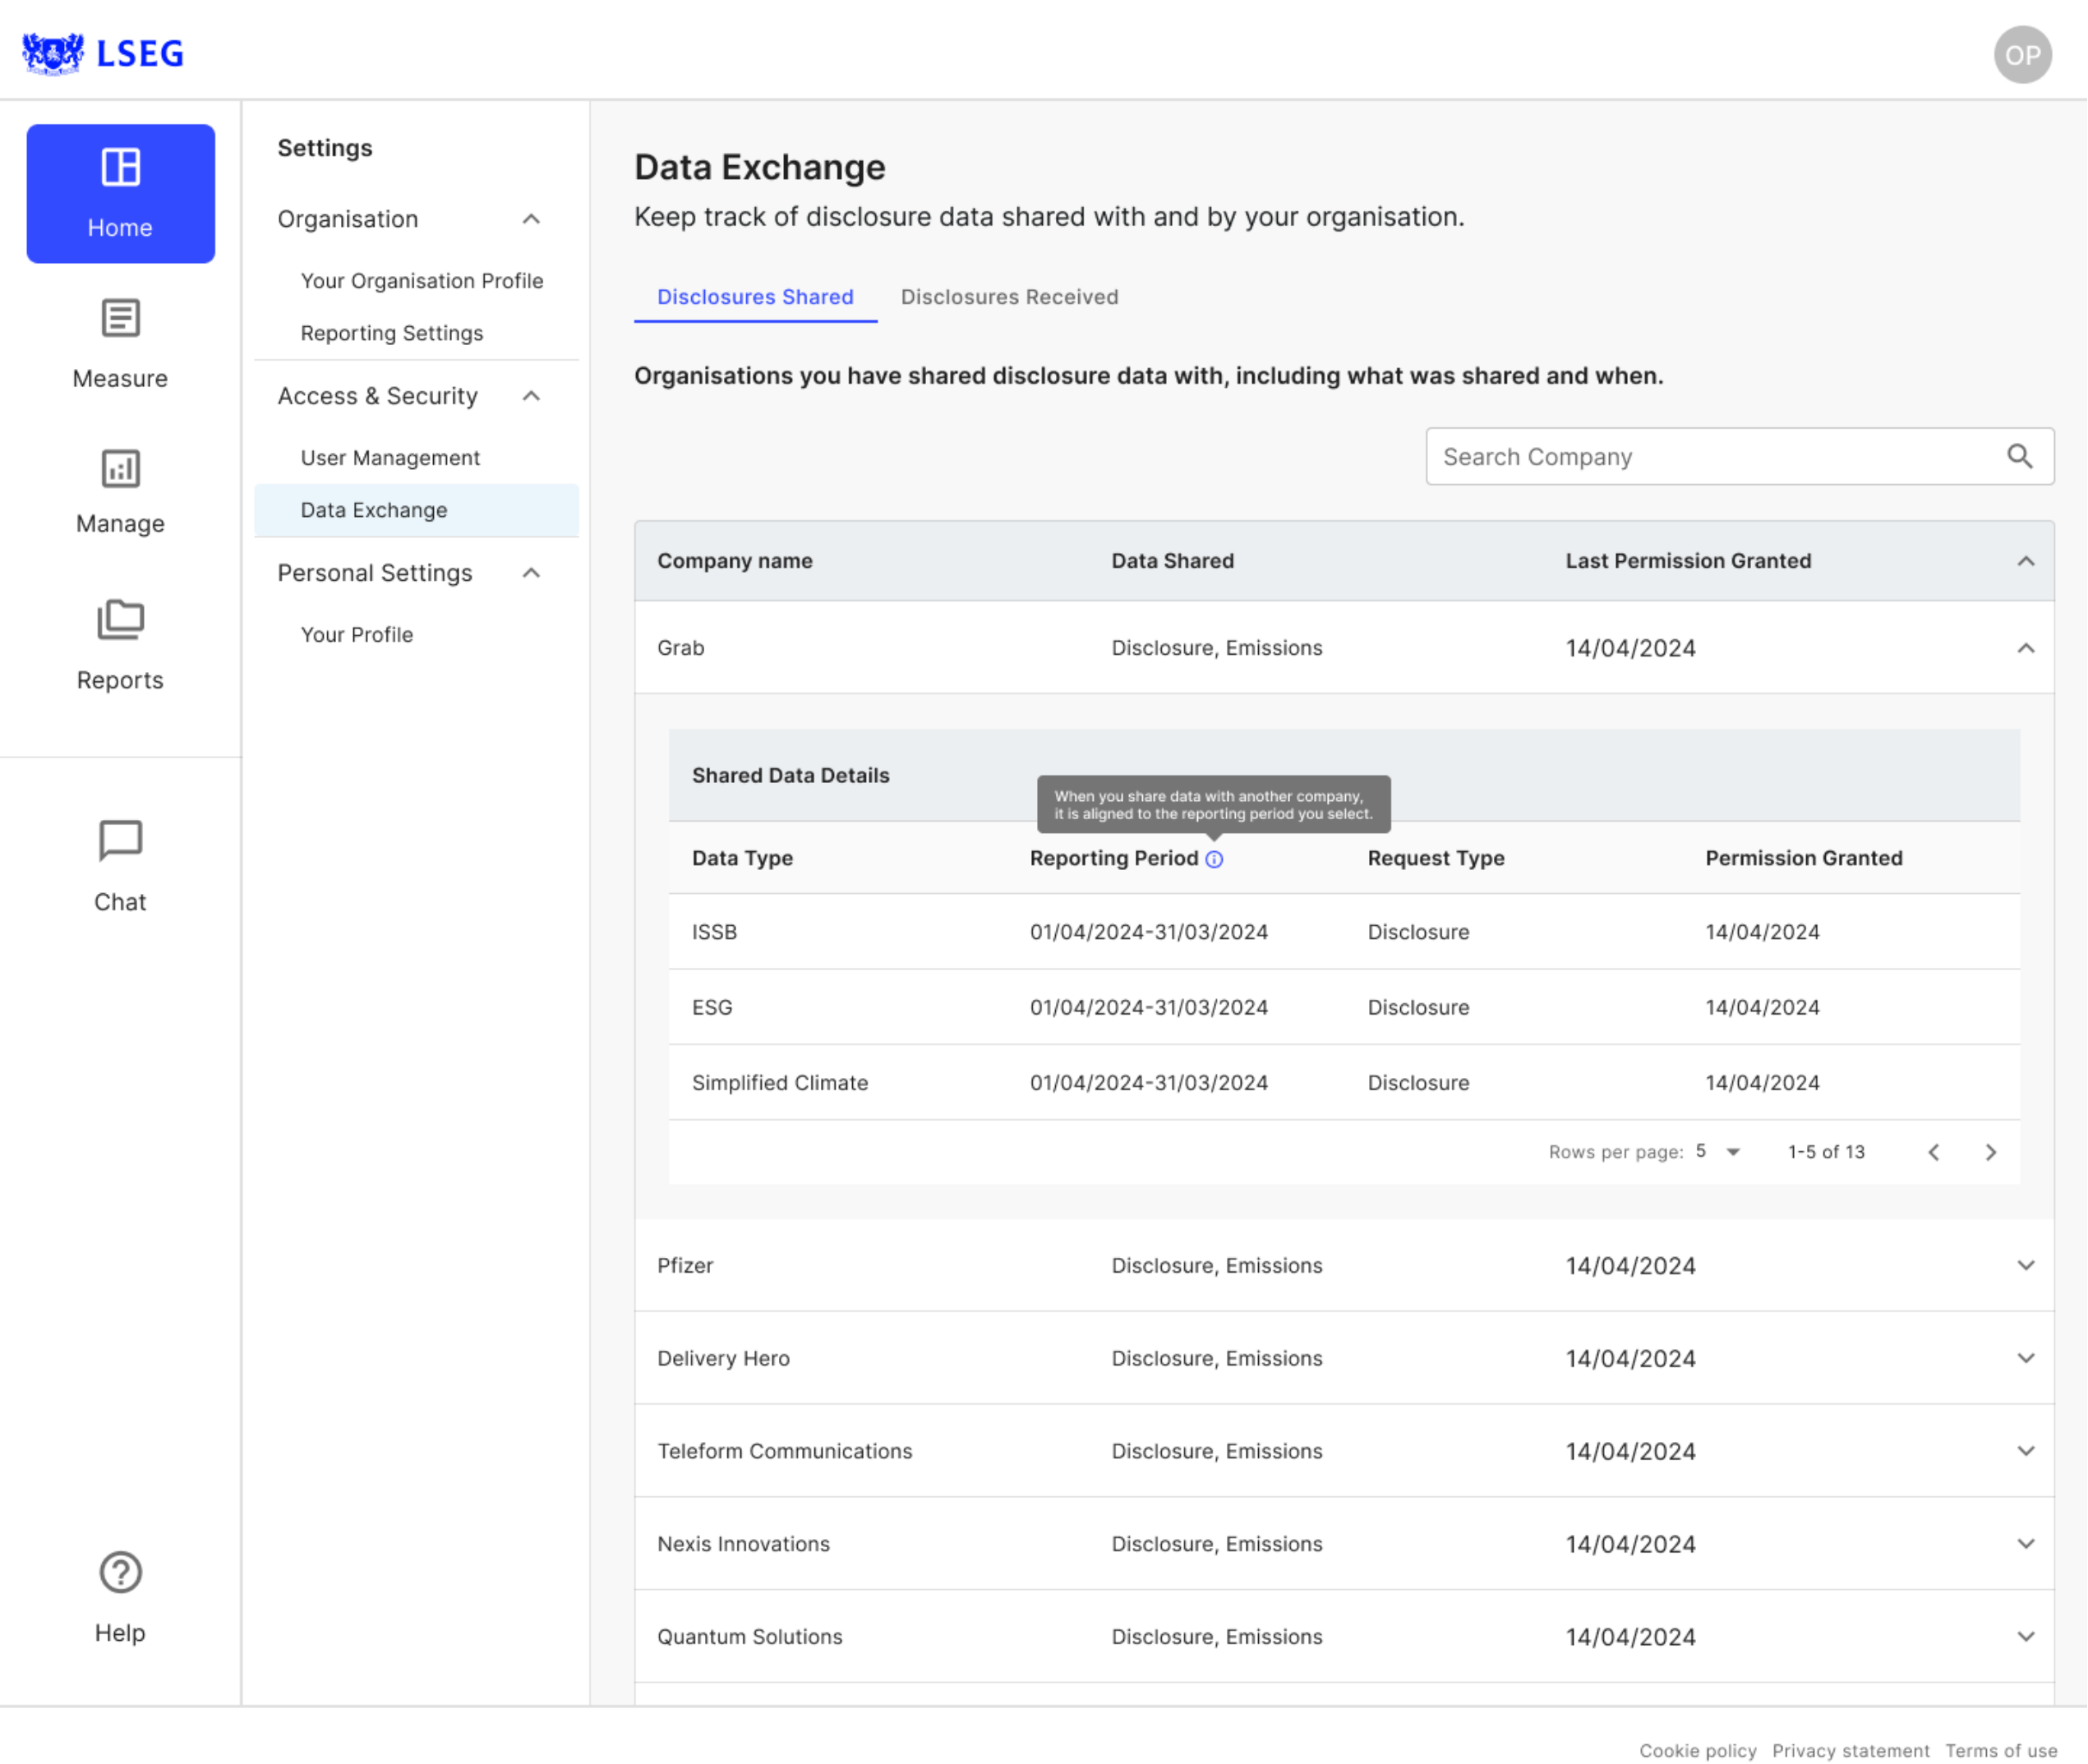 LSEG
OP
Home
Measure
Manage
Reports
Chat
Help
Settings
Organisation
Your Organisation Profile
Reporting Settings
Access & Security
User Management
Data Exchange
Personal Settings
Your Profile
Data Exchange
Keep track of disclosure data shared with and by your organisation.
Disclosures Shared Disclosures Received
Organisations you have shared disclosure data with, including what was shared and when.
Search Company
Company name Data Shared Last Permission Granted
Grab Disclosure, Emissions 14/04/2024
Shared Data Details
When you share data with another company,
it is aligned to the reporting period you select.
Data Type Reporting Period Request Type Permission Granted
ISSB 01/04/2024-31/03/2024 Disclosure 14/04/2024
ESG 01/04/2024-31/03/2024 Disclosure 14/04/2024
Simplified Climate 01/04/2024-31/03/2024 Disclosure 14/04/2024
Rows per page: 5 1-5 of 13
Pfizer Disclosure, Emissions 14/04/2024
Delivery Hero Disclosure, Emissions 14/04/2024
Teleform Communications Disclosure, Emissions 14/04/2024
Nexis Innovations Disclosure, Emissions 14/04/2024
Quantum Solutions Disclosure, Emissions 14/04/2024
Cookie policy Privacy statement Terms of use